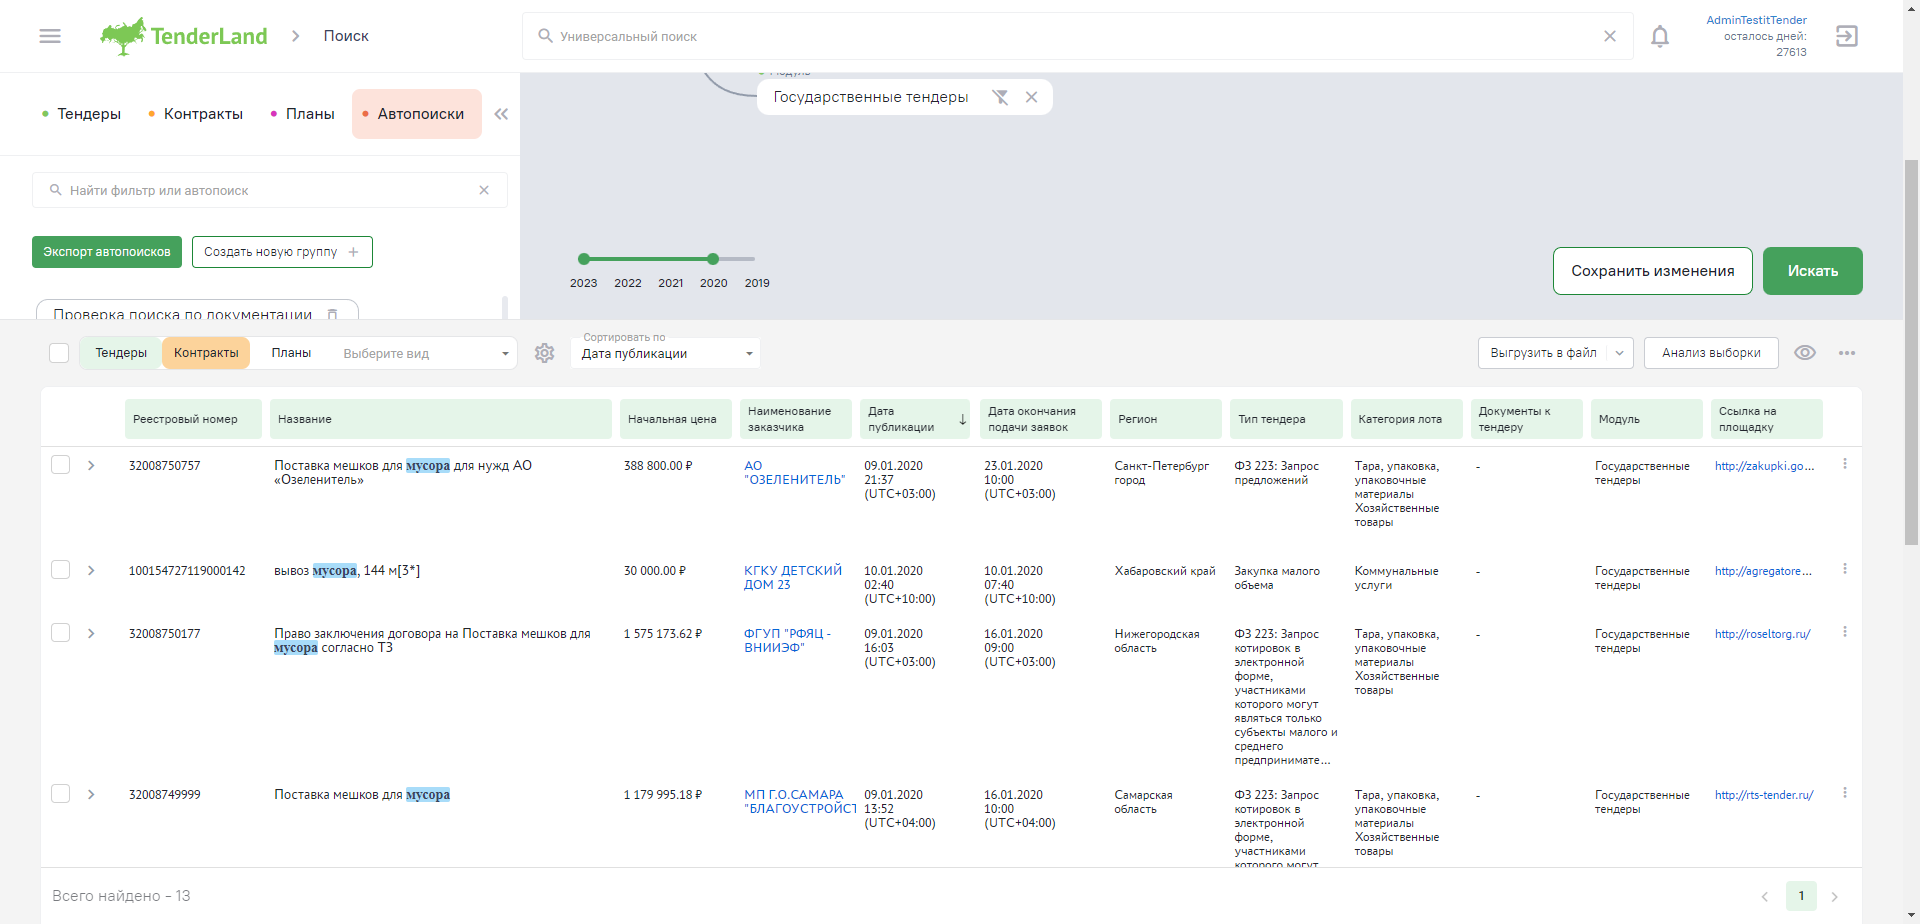 TenderLand
Поиск
Универсальный поиск
AdminTestitTender
осталось дней:
27613
Тендеры
Контракты
Планы
Автопоиски
Модуль
Государственные тендеры
Найти фильтр или автопоиск
Экспорт автопоисков
Создать новую группу
Проверка поиска по документации
2023 2022 2021 2020 2019
Сохранить изменения
Искать
Тендеры
Контракты
Планы
Выберите вид
Сортировать по
Дата публикации
Выгрузить в файл
Анализ выборки
Реестровый номер
Название
Начальная цена
Наименование
заказчика
Дата
публикации
Дата окончания
подачи заявок
Регион
Тип тендера
Категория лота
Документы к
тендеру
Модуль
Ссылка на
площадку
32008750757
Поставка мешков для мусора для нужд АО
«Озеленитель»
388 800.00 ₽
АО
"ОЗЕЛЕНИТЕЛЬ"
09.01.2020
21:37
(UTC+03:00)
23.01.2020
10:00
(UTC+03:00)
Санкт-Петербург
город
ФЗ 223: Запрос
предложений
Тара, упаковка,
упаковочные
материалы
Хозяйственные
товары
-
Государственные
тендеры
http://zakupki.go...
100154727119000142
вывоз мусора, 144 м[3*]
30 000.00 ₽
КГКУ ДЕТСКИЙ
ДОМ 23
10.01.2020
02:40
(UTC+10:00)
10.01.2020
07:40
(UTC+10:00)
Хабаровский край
Закупка малого
объема
Коммунальные
услуги
-
Государственные
тендеры
http://agregatore...
32008750177
Право заключения договора на Поставка мешков для
мусора согласно ТЗ
1 575 173.62 ₽
ФГУП "РФЯЦ -
ВНИИЭФ"
09.01.2020
16:03
(UTC+03:00)
16.01.2020
09:00
(UTC+03:00)
Нижегородская
область
ФЗ 223: Запрос
котировок в
электронной
форме,
участниками
которого могут
являться только
субъекты малого и
среднего
предпринимате...
Тара, упаковка,
упаковочные
материалы
Хозяйственные
товары
-
Государственные
тендеры
http://roseltorg.ru/
32008749999
Поставка мешков для мусора
1 179 995.18 ₽
МП Г.О.САМАРА
"БЛАГОУСТРОЙСТ
09.01.2020
13:52
(UTC+04:00)
16.01.2020
10:00
(UTC+04:00)
Самарская
область
ФЗ 223: Запрос
котировок в
электронной
форме,
участниками
которого могут
Тара, упаковка,
упаковочные
материалы
Хозяйственные
товары
-
Государственные
тендеры
http://rts-tender.ru/
Всего найдено - 13
1